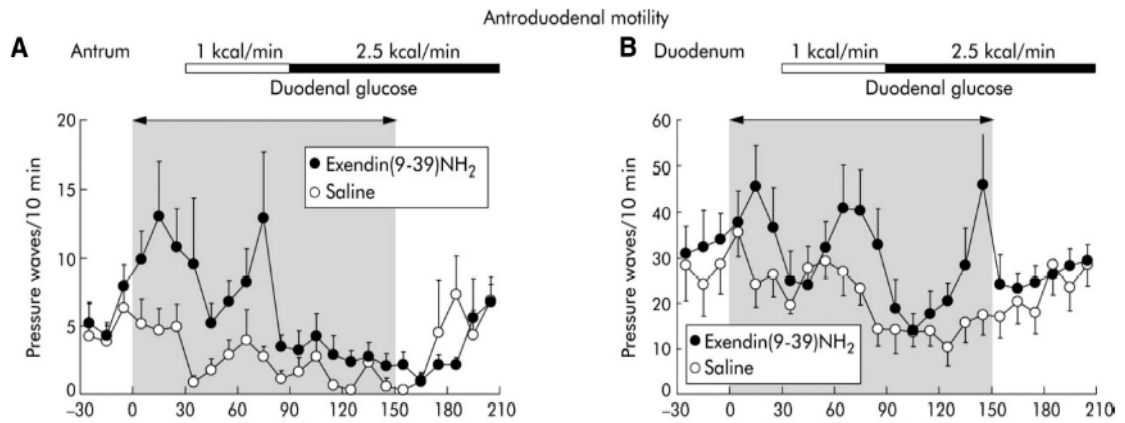 Antroduodenal motility
A Antrum 1 kcal/min 2.5 kcal/min
Duodenal glucose
20
15
10
5
0
Pressure waves/10 min
Exendin(9-39)NH2
Saline
–30 0 30 60 90 120 150 180 210
B Duodenum 1 kcal/min 2.5 kcal/min
Duodenal glucose
60
50
40
30
20
10
0
Pressure waves/10 min
Exendin(9-39)NH2
Saline
–30 0 30 60 90 120 150 180 210